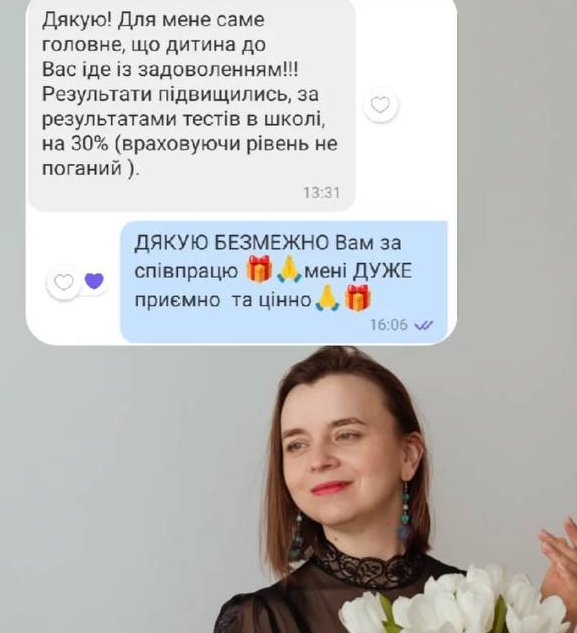 Дякую! Для мене саме
головне, що дитина до
Вас іде із задоволенням!!!
Результати підвищились, за
результатами тестів в школі,
на 30% (враховуючи рівень не
поганий ).
13:31
ДЯКУЮ БЕЗМЕЖНО Вам за
співпрацю 🎁🙏мені ДУЖЕ
приємно та цінно🙏🎁
16:06